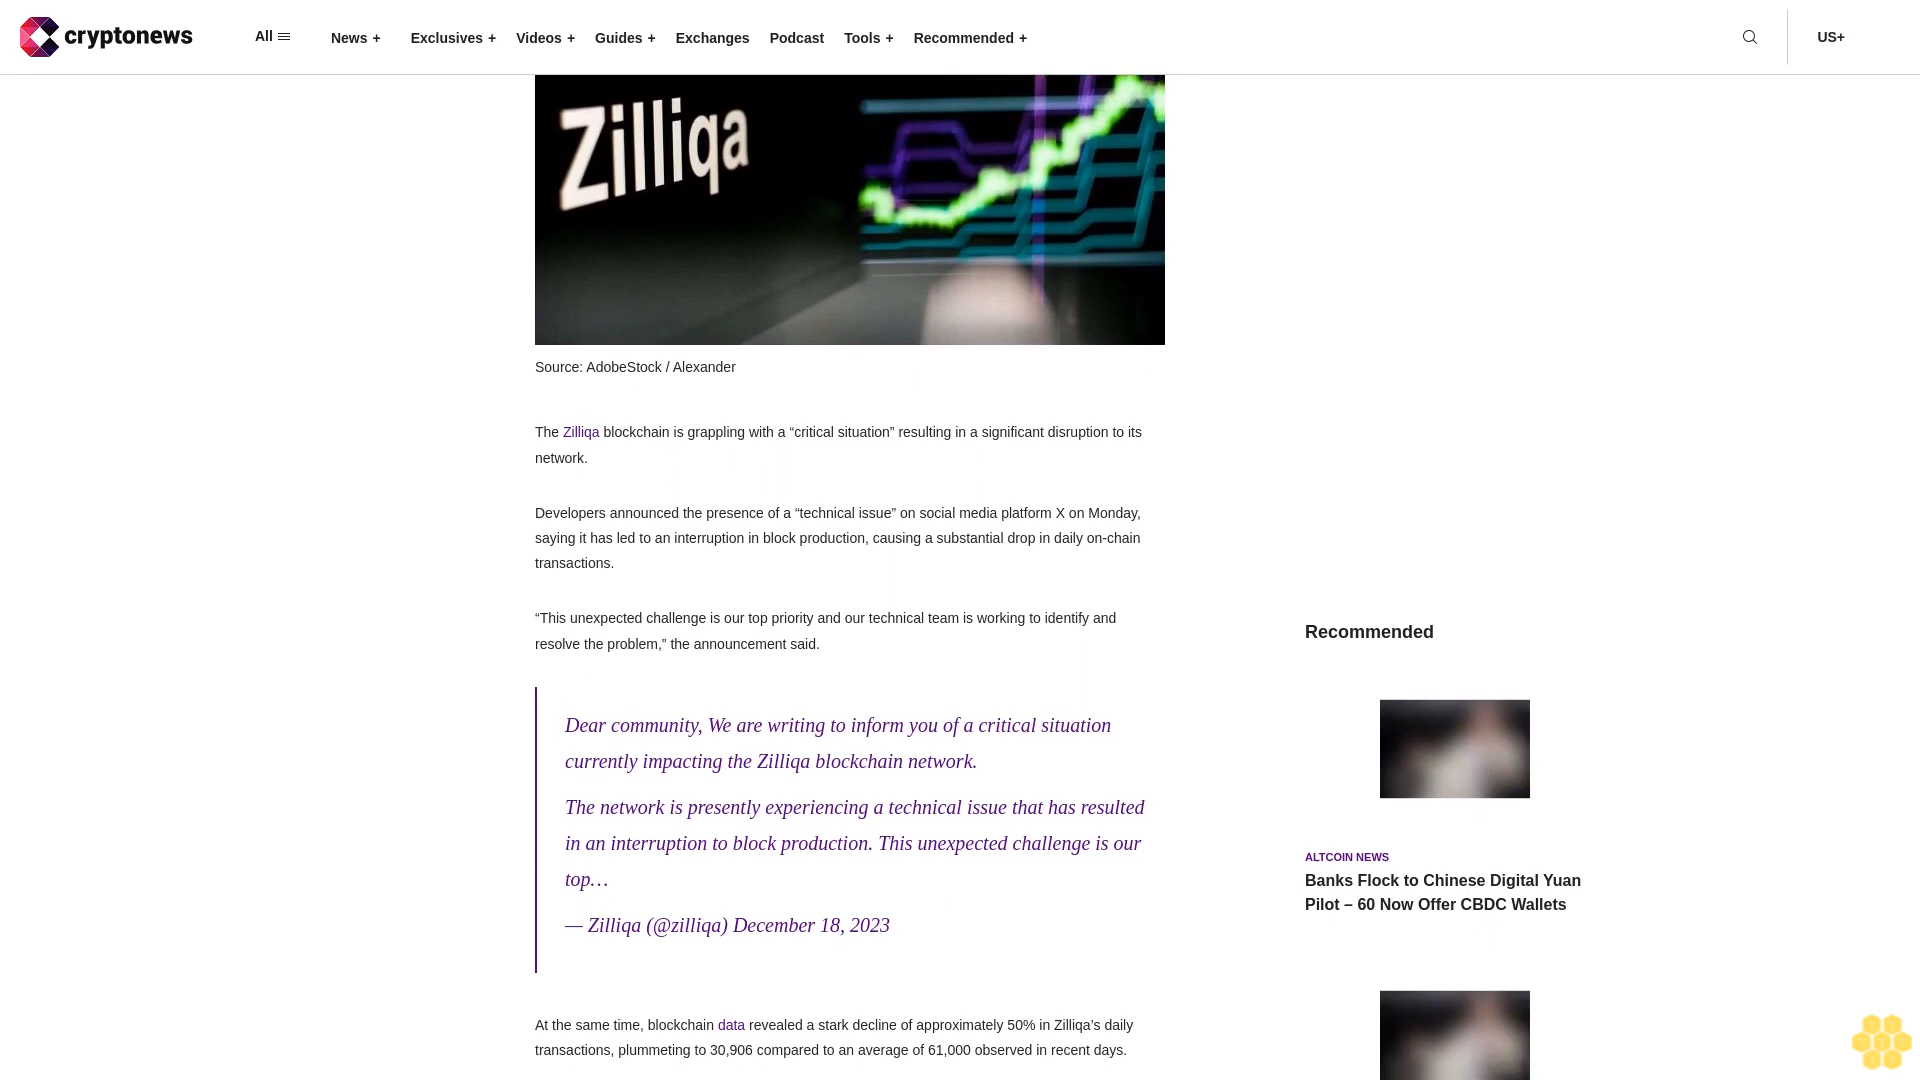 cryptonews
All
News +
Exclusives +
Videos +
Guides +
Exchanges
Podcast
Tools +
Recommended +
US+
Zilliqa
Source: AdobeStock / Alexander
The Zilliqa blockchain is grappling with a “critical situation” resulting in a significant disruption to its
network.
Developers announced the presence of a “technical issue” on social media platform X on Monday,
saying it has led to an interruption in block production, causing a substantial drop in daily on-chain
transactions.
“This unexpected challenge is our top priority and our technical team is working to identify and
resolve the problem,” the announcement said.
Dear community, We are writing to inform you of a critical situation
currently impacting the Zilliqa blockchain network.
The network is presently experiencing a technical issue that has resulted
in an interruption to block production. This unexpected challenge is our
top…
— Zilliqa (@zilliqa) December 18, 2023
At the same time, blockchain data revealed a stark decline of approximately 50% in Zilliqa’s daily
transactions, plummeting to 30,906 compared to an average of 61,000 observed in recent days.
Recommended
ALTCOIN NEWS
Banks Flock to Chinese Digital Yuan
Pilot – 60 Now Offer CBDC Wallets